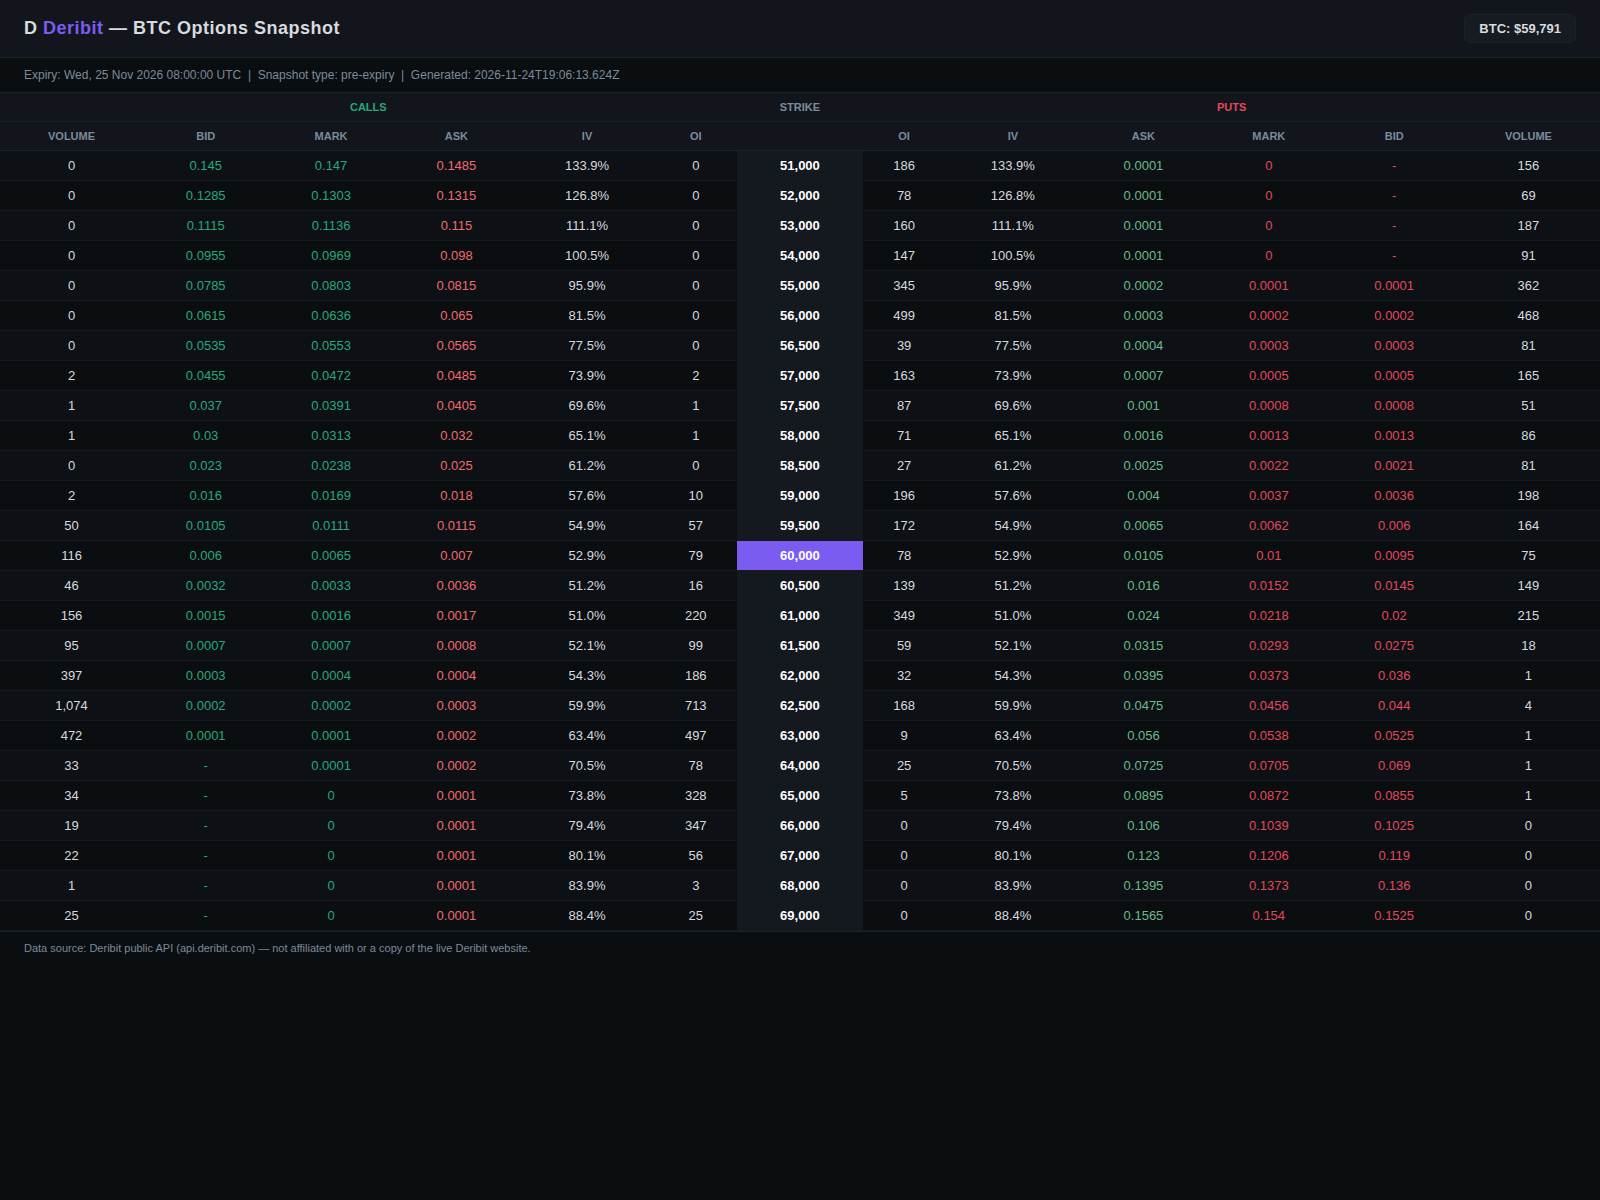 D Deribit — BTC Options Snapshot
BTC: $59,791
Expiry: Wed, 25 Nov 2026 08:00:00 UTC | Snapshot type: pre-expiry | Generated: 2026-11-24T19:06:13.624Z
CALLS STRIKE PUTS
VOLUME BID MARK ASK IV OI OI IV ASK MARK BID VOLUME
0 0.145 0.147 0.1485 133.9% 0 51,000 186 133.9% 0.0001 0 - 156
0 0.1285 0.1303 0.1315 126.8% 0 52,000 78 126.8% 0.0001 0 - 69
0 0.1115 0.1136 0.115 111.1% 0 53,000 160 111.1% 0.0001 0 - 187
0 0.0955 0.0969 0.098 100.5% 0 54,000 147 100.5% 0.0001 0 - 91
0 0.0785 0.0803 0.0815 95.9% 0 55,000 345 95.9% 0.0002 0.0001 0.0001 362
0 0.0615 0.0636 0.065 81.5% 0 56,000 499 81.5% 0.0003 0.0002 0.0002 468
0 0.0535 0.0553 0.0565 77.5% 0 56,500 39 77.5% 0.0004 0.0003 0.0003 81
2 0.0455 0.0472 0.0485 73.9% 2 57,000 163 73.9% 0.0007 0.0005 0.0005 165
1 0.037 0.0391 0.0405 69.6% 1 57,500 87 69.6% 0.001 0.0008 0.0008 51
1 0.03 0.0313 0.032 65.1% 1 58,000 71 65.1% 0.0016 0.0013 0.0013 86
0 0.023 0.0238 0.025 61.2% 0 58,500 27 61.2% 0.0025 0.0022 0.0021 81
2 0.016 0.0169 0.018 57.6% 10 59,000 196 57.6% 0.004 0.0037 0.0036 198
50 0.0105 0.0111 0.0115 54.9% 57 59,500 172 54.9% 0.0065 0.0062 0.006 164
116 0.006 0.0065 0.007 52.9% 79 60,000 78 52.9% 0.0105 0.01 0.0095 75
46 0.0032 0.0033 0.0036 51.2% 16 60,500 139 51.2% 0.016 0.0152 0.0145 149
156 0.0015 0.0016 0.0017 51.0% 220 61,000 349 51.0% 0.024 0.0218 0.02 215
95 0.0007 0.0007 0.0008 52.1% 99 61,500 59 52.1% 0.0315 0.0293 0.0275 18
397 0.0003 0.0004 0.0004 54.3% 186 62,000 32 54.3% 0.0395 0.0373 0.036 1
1,074 0.0002 0.0002 0.0003 59.9% 713 62,500 168 59.9% 0.0475 0.0456 0.044 4
472 0.0001 0.0001 0.0002 63.4% 497 63,000 9 63.4% 0.056 0.0538 0.0525 1
33 - 0.0001 0.0002 70.5% 78 64,000 25 70.5% 0.0725 0.0705 0.069 1
34 - 0 0.0001 73.8% 328 65,000 5 73.8% 0.0895 0.0872 0.0855 1
19 - 0 0.0001 79.4% 347 66,000 0 79.4% 0.106 0.1039 0.1025 0
22 - 0 0.0001 80.1% 56 67,000 0 80.1% 0.123 0.1206 0.119 0
1 - 0 0.0001 83.9% 3 68,000 0 83.9% 0.1395 0.1373 0.136 0
25 - 0 0.0001 88.4% 25 69,000 0 88.4% 0.1565 0.154 0.1525 0
Data source: Deribit public API (api.deribit.com) — not affiliated with or a copy of the live Deribit website.